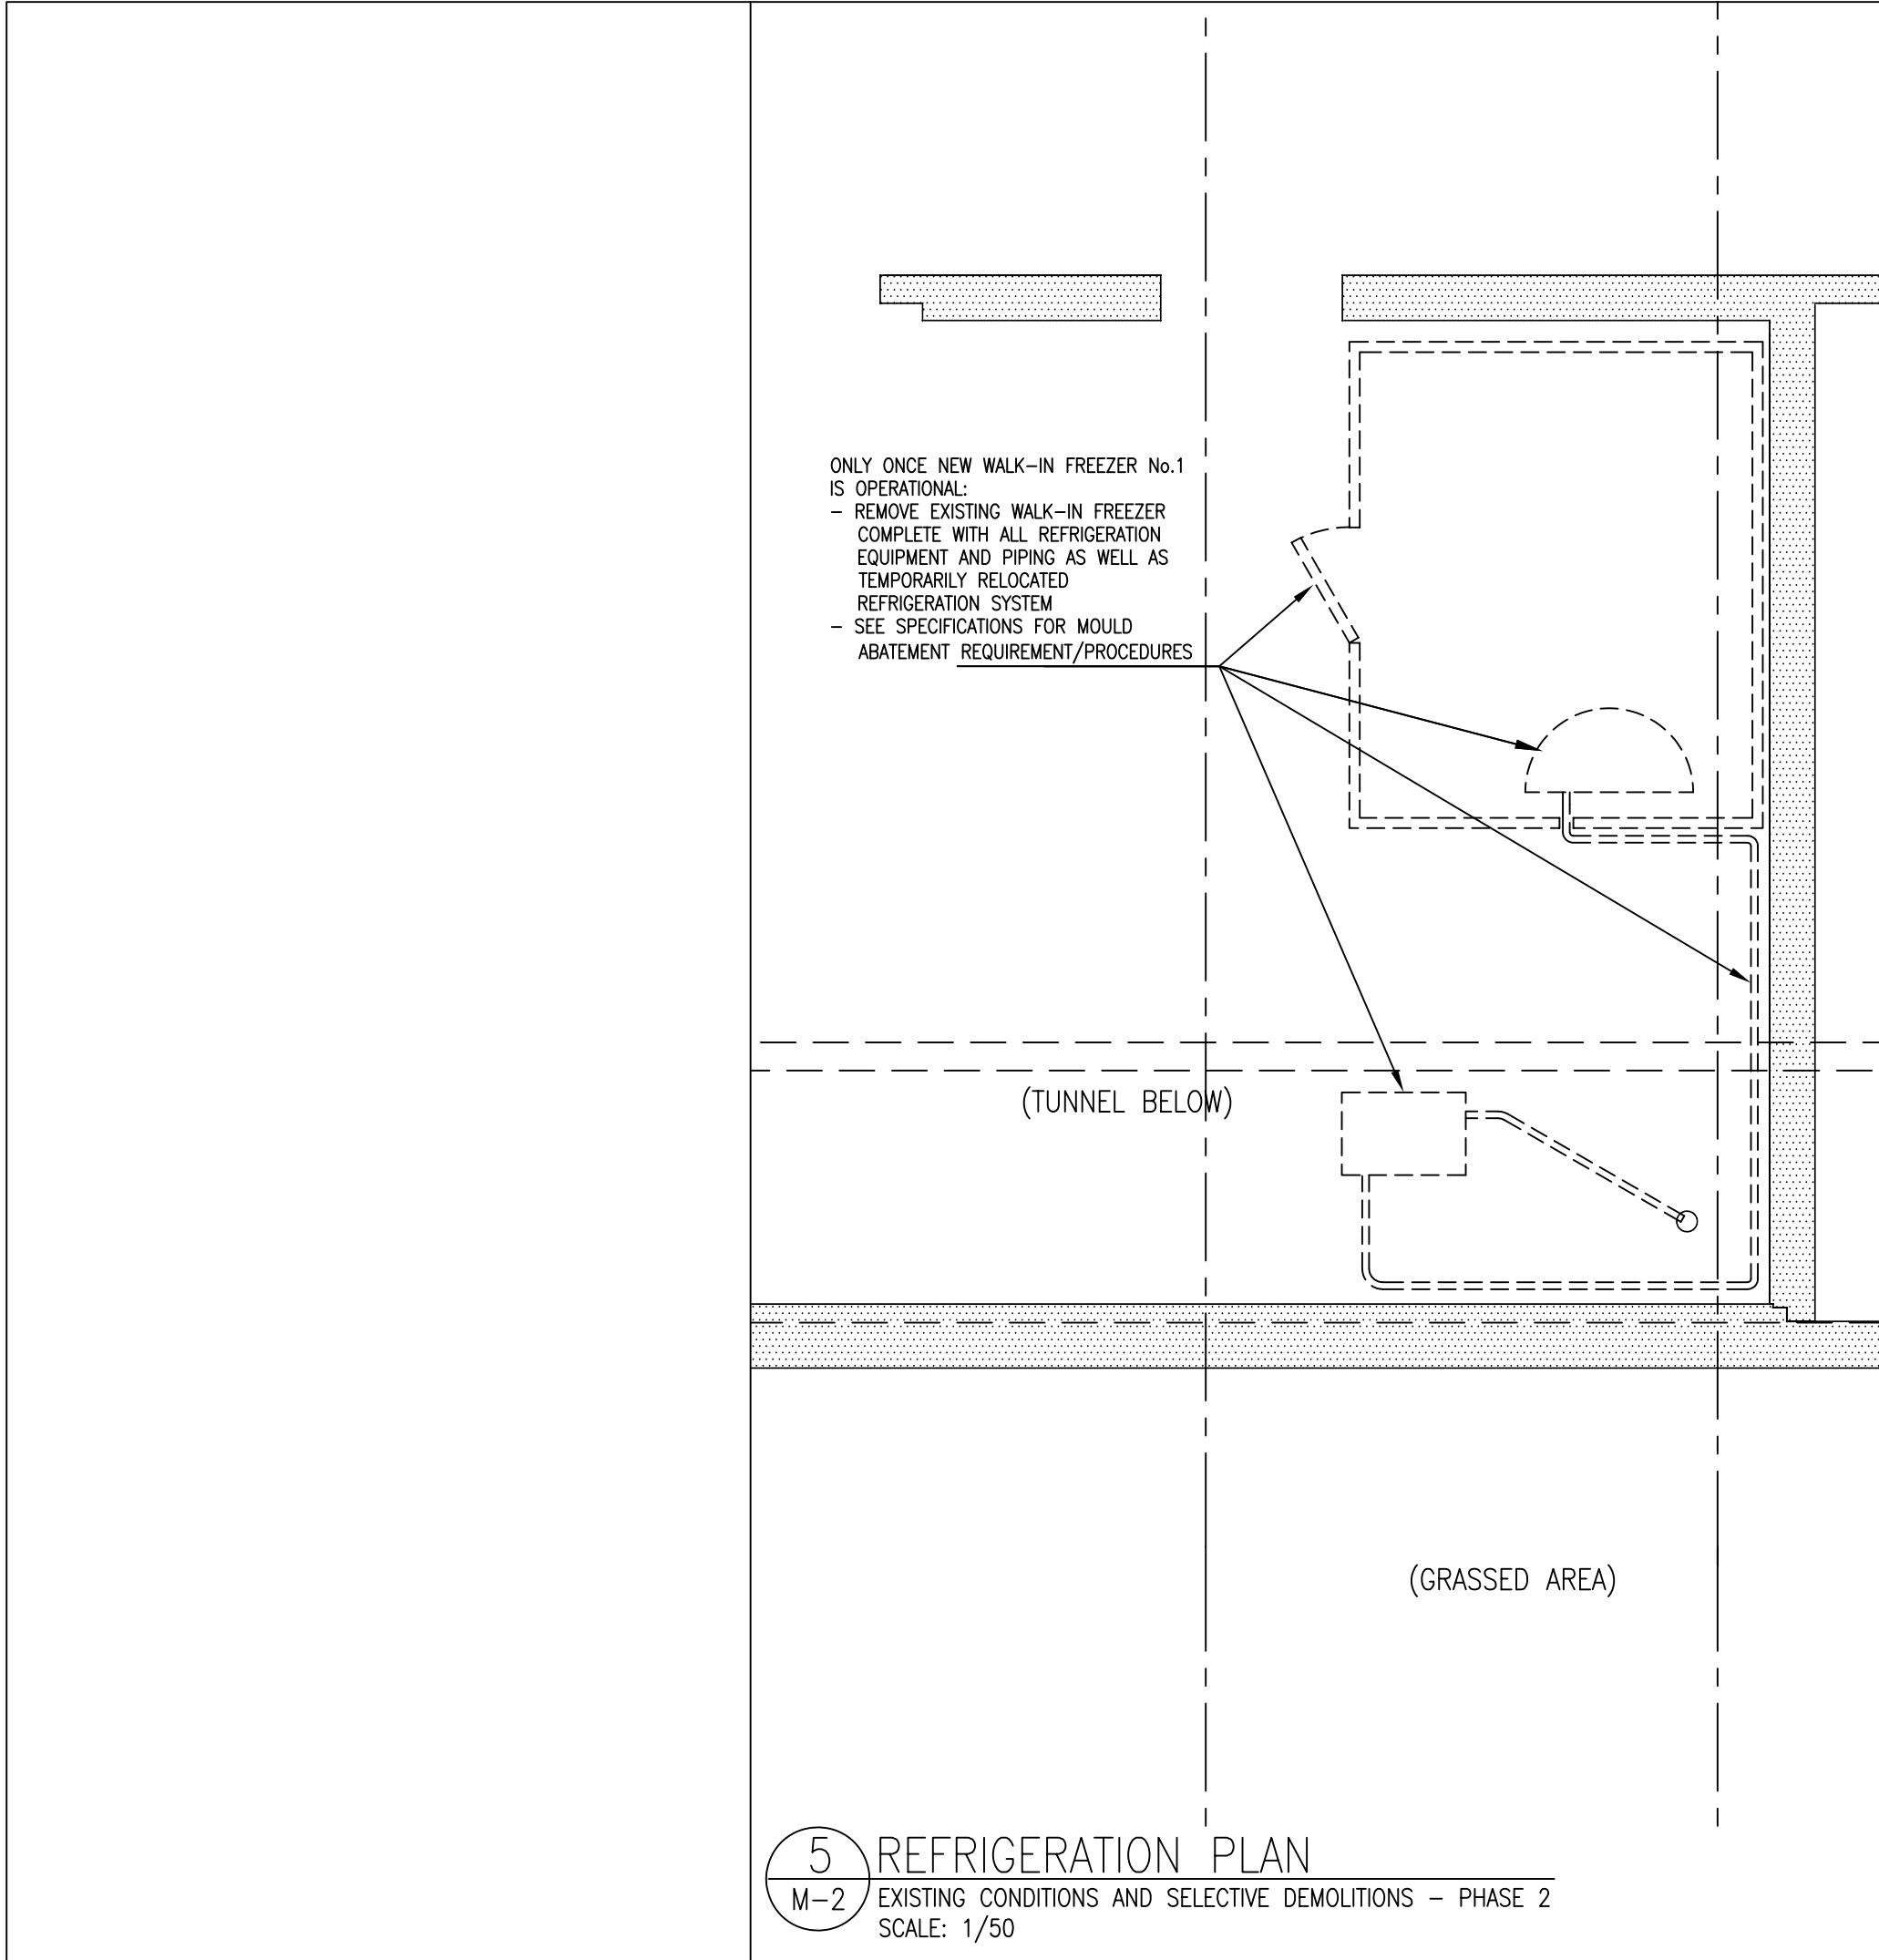 ONLY ONCE NEW WALK-IN FREEZER No.1
IS OPERATIONAL:
- REMOVE EXISTING WALK-IN FREEZER
COMPLETE WITH ALL REFRIGERATION
EQUIPMENT AND PIPING AS WELL AS
TEMPORARILY RELOCATED
REFRIGERATION SYSTEM
- SEE SPECIFICATIONS FOR MOULD
ABATEMENT REQUIREMENT/PROCEDURES
(TUNNEL BELOW)
(GRASSED AREA)
5
M-2
REFRIGERATION PLAN
EXISTING CONDITIONS AND SELECTIVE DEMOLITIONS - PHASE 2
SCALE: 1/50